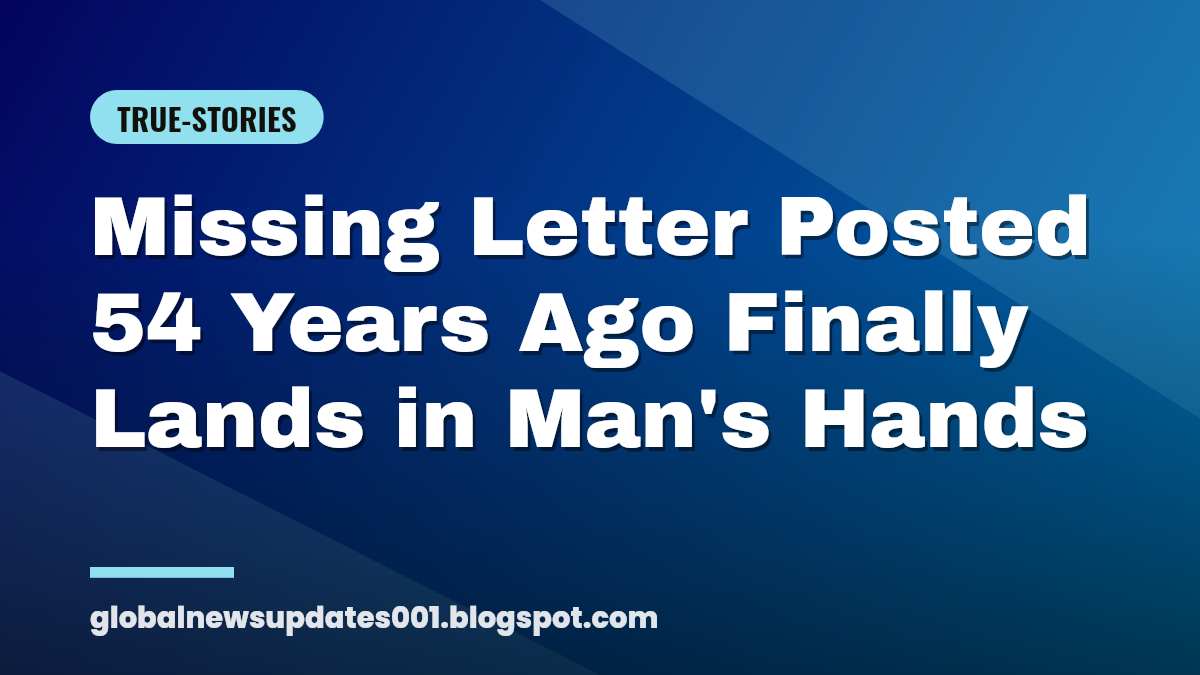 TRUE-STORIES
Missing Letter Posted
54 Years Ago Finally
Lands in Man's Hands
globalnewsupdates001.blogspot.com